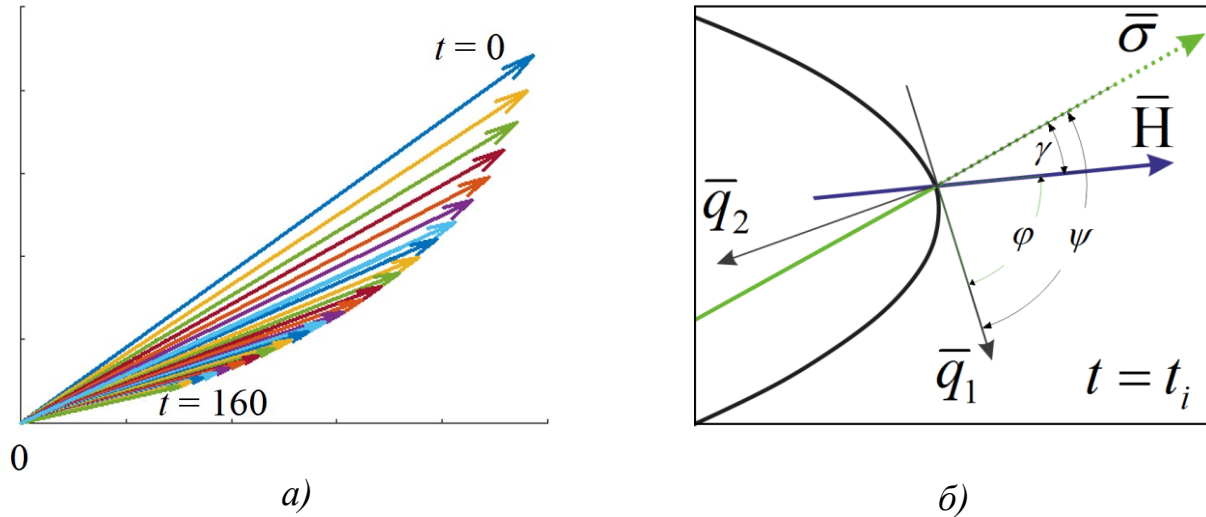 t = 0
t = 160
0
а)
σ̅
H̅
γ
q̅₂
φ
ψ
q̅₁
t = tᵢ
б)